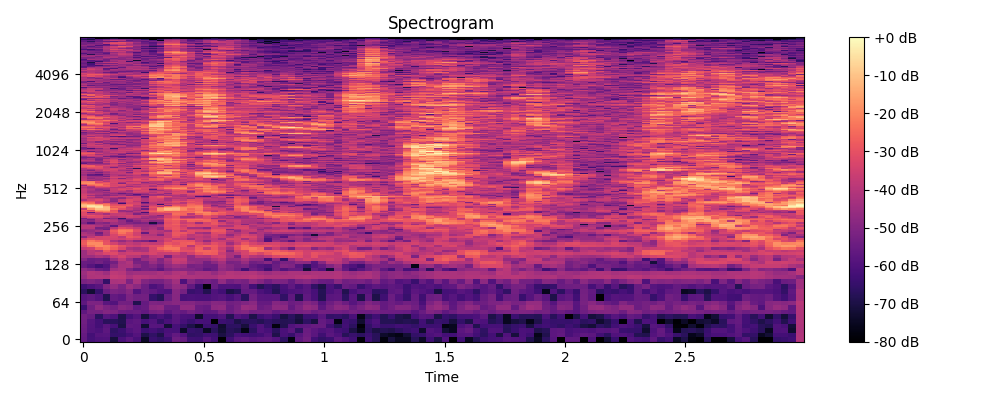 Spectrogram
Hz
4096
2048
1024
512
256
128
64
0
0
0.5
1
1.5
2
2.5
Time
+0 dB
-10 dB
-20 dB
-30 dB
-40 dB
-50 dB
-60 dB
-70 dB
-80 dB